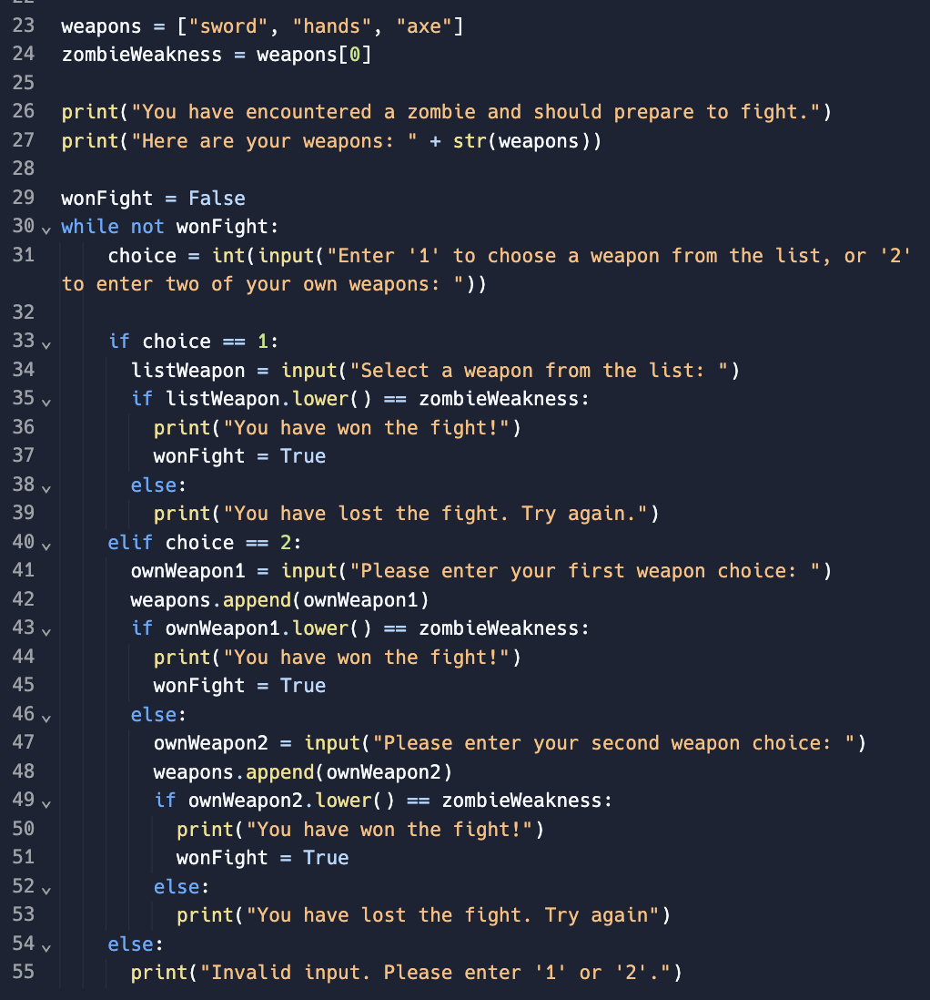 23 weapons = ["sword", "hands", "axe"]
24 zombieWeakness = weapons[0]
25
26 print("You have encountered a zombie and should prepare to fight.")
27 print("Here are your weapons: " + str(weapons))
28
29 wonFight = False
30 while not wonFight:
31     choice = int(input("Enter '1' to choose a weapon from the list, or '2'
to enter two of your own weapons: "))
32
33     if choice == 1:
34       listWeapon = input("Select a weapon from the list: ")
35       if listWeapon.lower() == zombieWeakness:
36         print("You have won the fight!")
37         wonFight = True
38       else:
39         print("You have lost the fight. Try again.")
40     elif choice == 2:
41       ownWeapon1 = input("Please enter your first weapon choice: ")
42       weapons.append(ownWeapon1)
43       if ownWeapon1.lower() == zombieWeakness:
44         print("You have won the fight!")
45         wonFight = True
46       else:
47         ownWeapon2 = input("Please enter your second weapon choice: ")
48         weapons.append(ownWeapon2)
49         if ownWeapon2.lower() == zombieWeakness:
50           print("You have won the fight!")
51           wonFight = True
52         else:
53           print("You have lost the fight. Try again")
54     else:
55       print("Invalid input. Please enter '1' or '2'.")